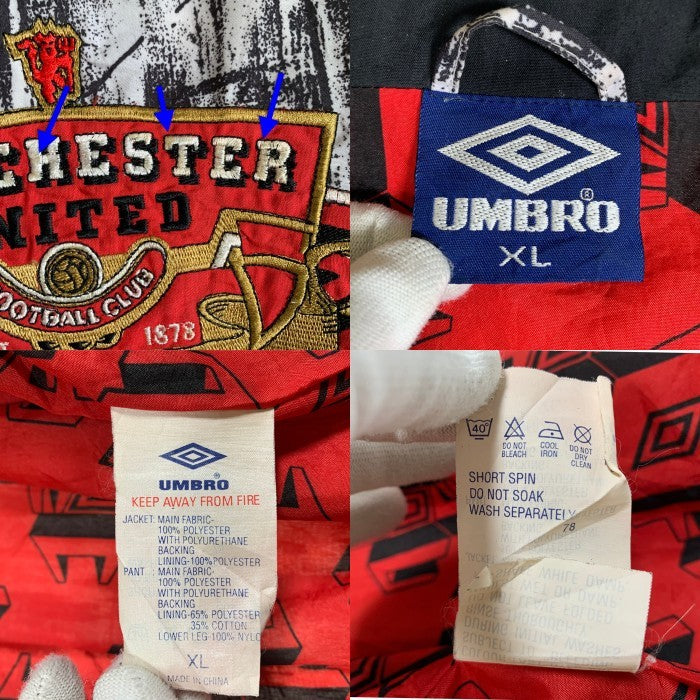 CHESTER
NITED
FOOTBALL CLUB
1878
UMBRO®
XL
UMBRO
KEEP AWAY FROM FIRE
JACKET: MAIN FABRIC-
100% POLYESTER
WITH POLYURETHANE
BACKING
LINING-100% POLYESTER
PANT : MAIN FABRIC-
100% POLYESTER
WITH POLYURETHANE
BACKING
LINING-65% POLYESTER
35% COTTON
LOWER LEG-100% NYLO
XL
MADE IN CHINA
40°
DO NOT BLEACH
COOL IRON
DO NOT DRY CLEAN
SHORT SPIN
DO NOT SOAK
WASH SEPARATELY
78